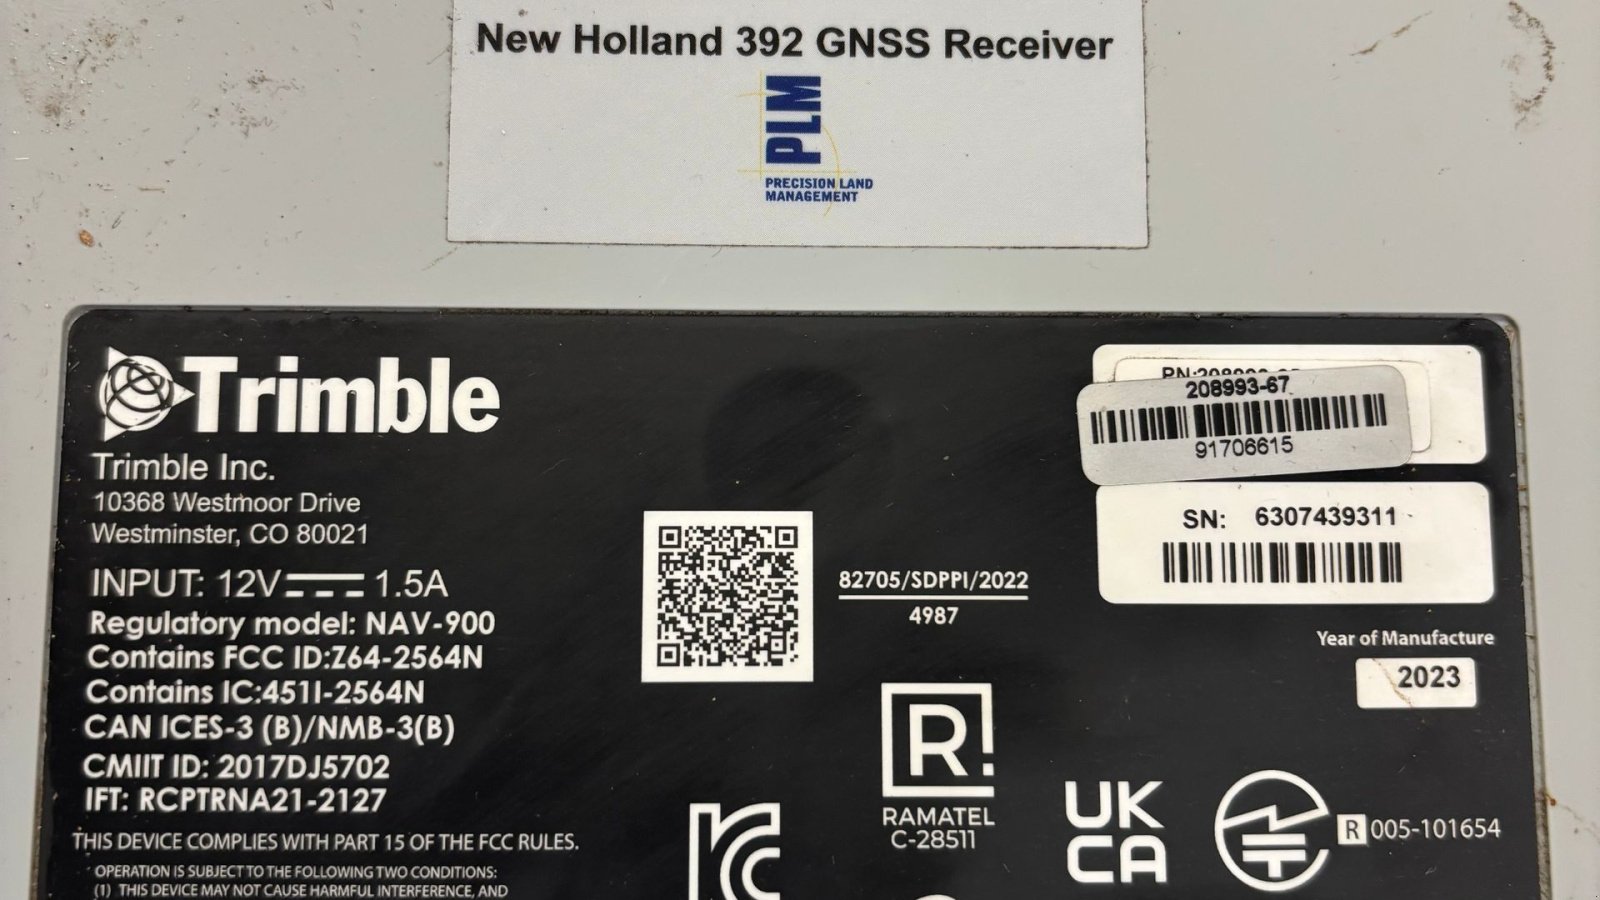 New Holland 392 GNSS Receiver
PLM
PRECISION LAND
MANAGEMENT
Trimble
Trimble Inc.
10368 Westmoor Drive
Westminster, CO 80021
INPUT: 12V 1.5A
Regulatory model: NAV-900
Contains FCC ID:Z64-2564N
Contains IC:451I-2564N
CAN ICES-3 (B)/NMB-3(B)
CMIIT ID: 2017DJ5702
IFT: RCPTRNA21-2127
THIS DEVICE COMPLIES WITH PART 15 OF THE FCC RULES.
OPERATION IS SUBJECT TO THE FOLLOWING TWO CONDITIONS:
(1) THIS DEVICE MAY NOT CAUSE HARMFUL INTERFERENCE, AND
82705/SDPPI/2022
4987
R!
RAMATEL
C-28511
208993-67
91706615
SN: 6307439311
Year of Manufacture
2023
UK
CA
R 005-101654